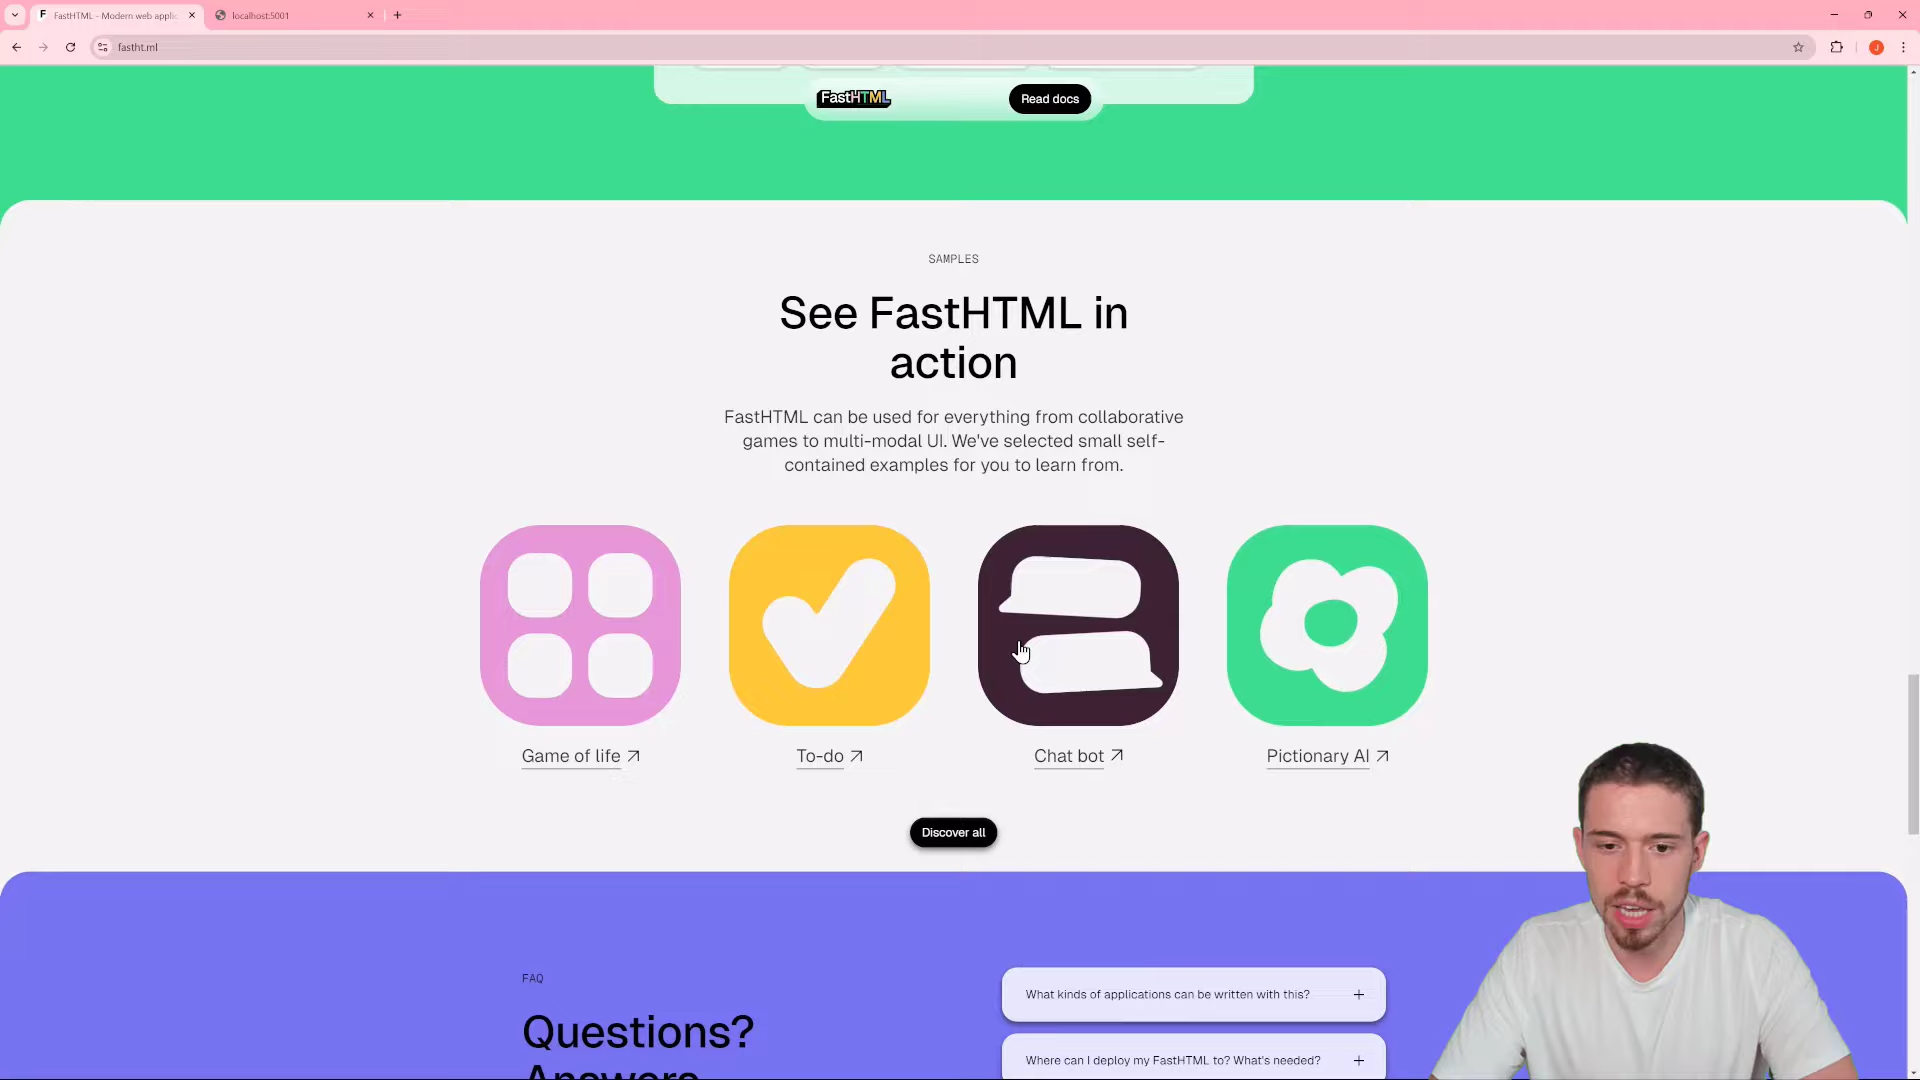 FastHTML - Modern web applic
localhost:5001
fastht.ml
J
FastHTML
Read docs
SAMPLES
See FastHTML in
action
FastHTML can be used for everything from collaborative
games to multi-modal UI. We've selected small self-
contained examples for you to learn from.
Game of life
To-do
Chat bot
Pictionary AI
Discover all
FAQ
Questions?
Answers
What kinds of applications can be written with this?
Where can I deploy my FastHTML to? What's needed?